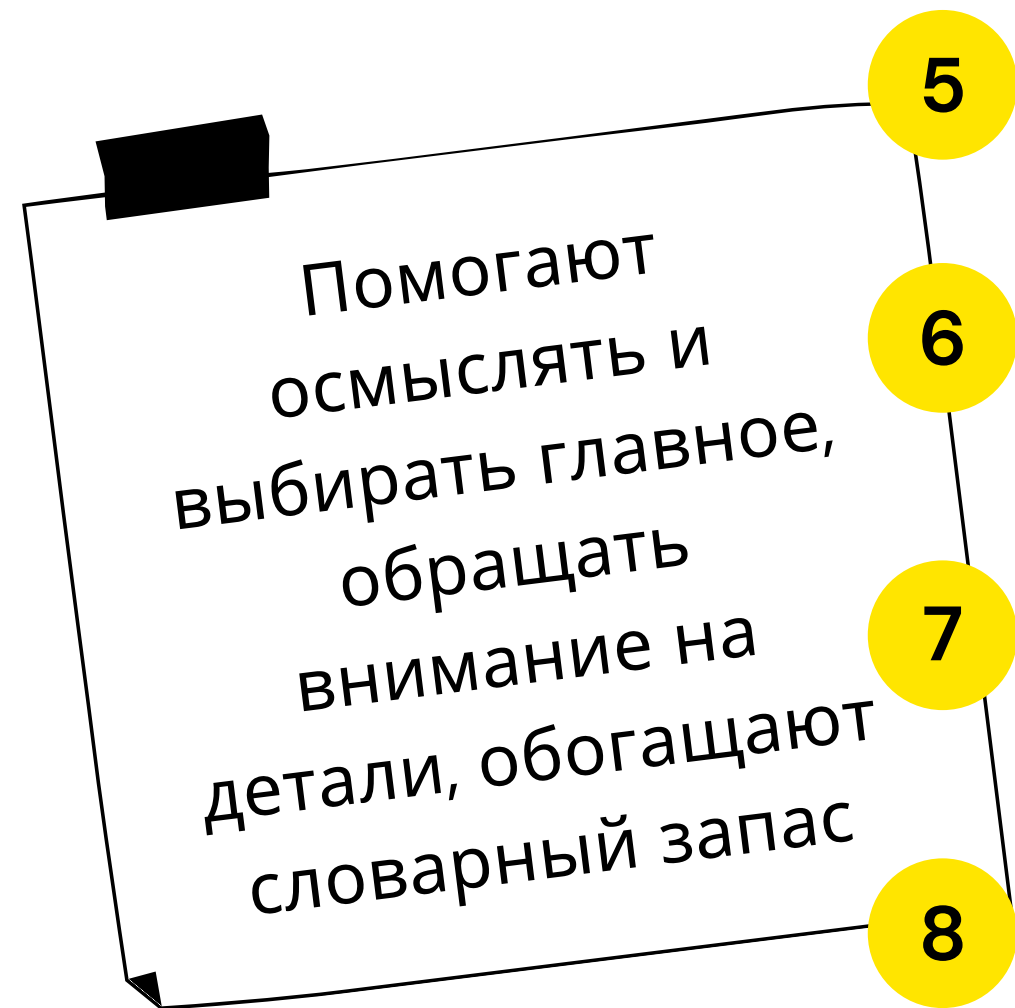 5
Помогают
осмыслять и
6
выбирать главное,
обращать
внимание на
7
детали, обогащают
словарный запас
8